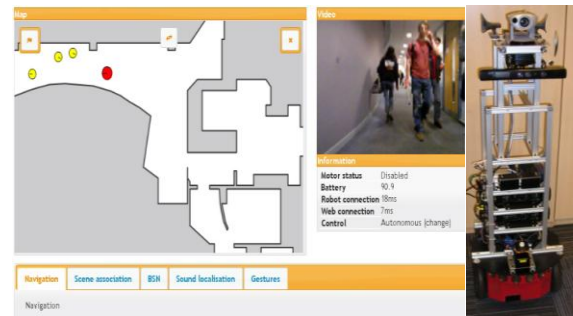 Map
Video
Information
Motor status Disabled
Battery 90.9
Robot connection 18ms
Web connection 7ms
Control Autonomous (change)
Navigation Scene association BSN Sound localisation Gestures
Navigation